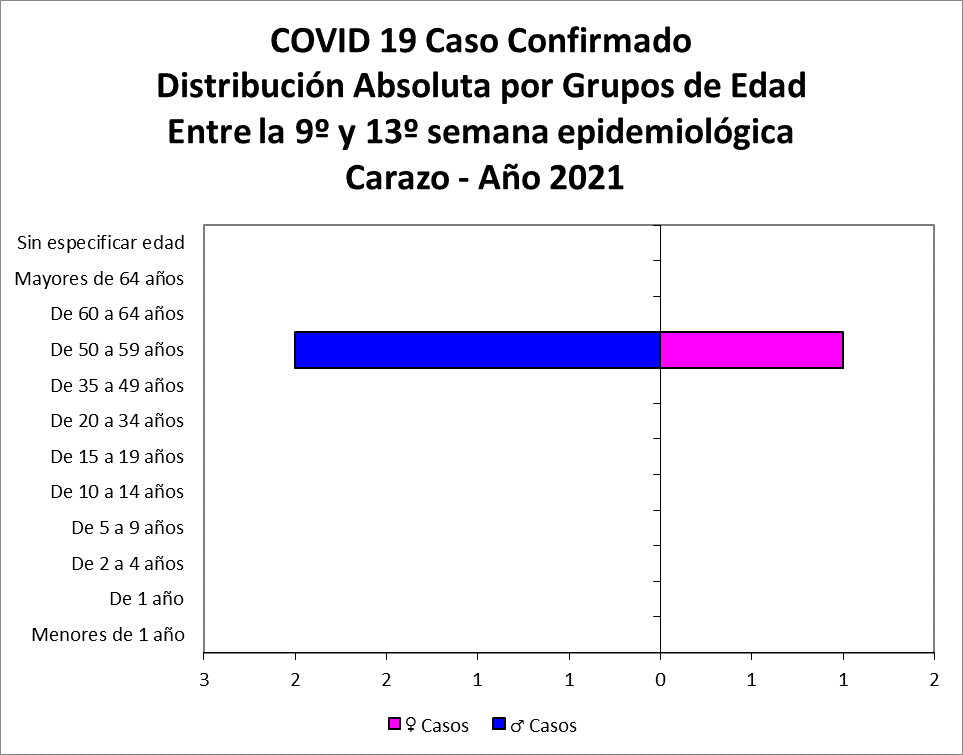 COVID 19 Caso Confirmado
Distribución Absoluta por Grupos de Edad
Entre la 9º y 13º semana epidemiológica
Carazo - Año 2021
Sin especificar edad
Mayores de 64 años
De 60 a 64 años
De 50 a 59 años
De 35 a 49 años
De 20 a 34 años
De 15 a 19 años
De 10 a 14 años
De 5 a 9 años
De 2 a 4 años
De 1 año
Menores de 1 año
3 2 2 1 1 0 1 1 2
♀ Casos ♂ Casos